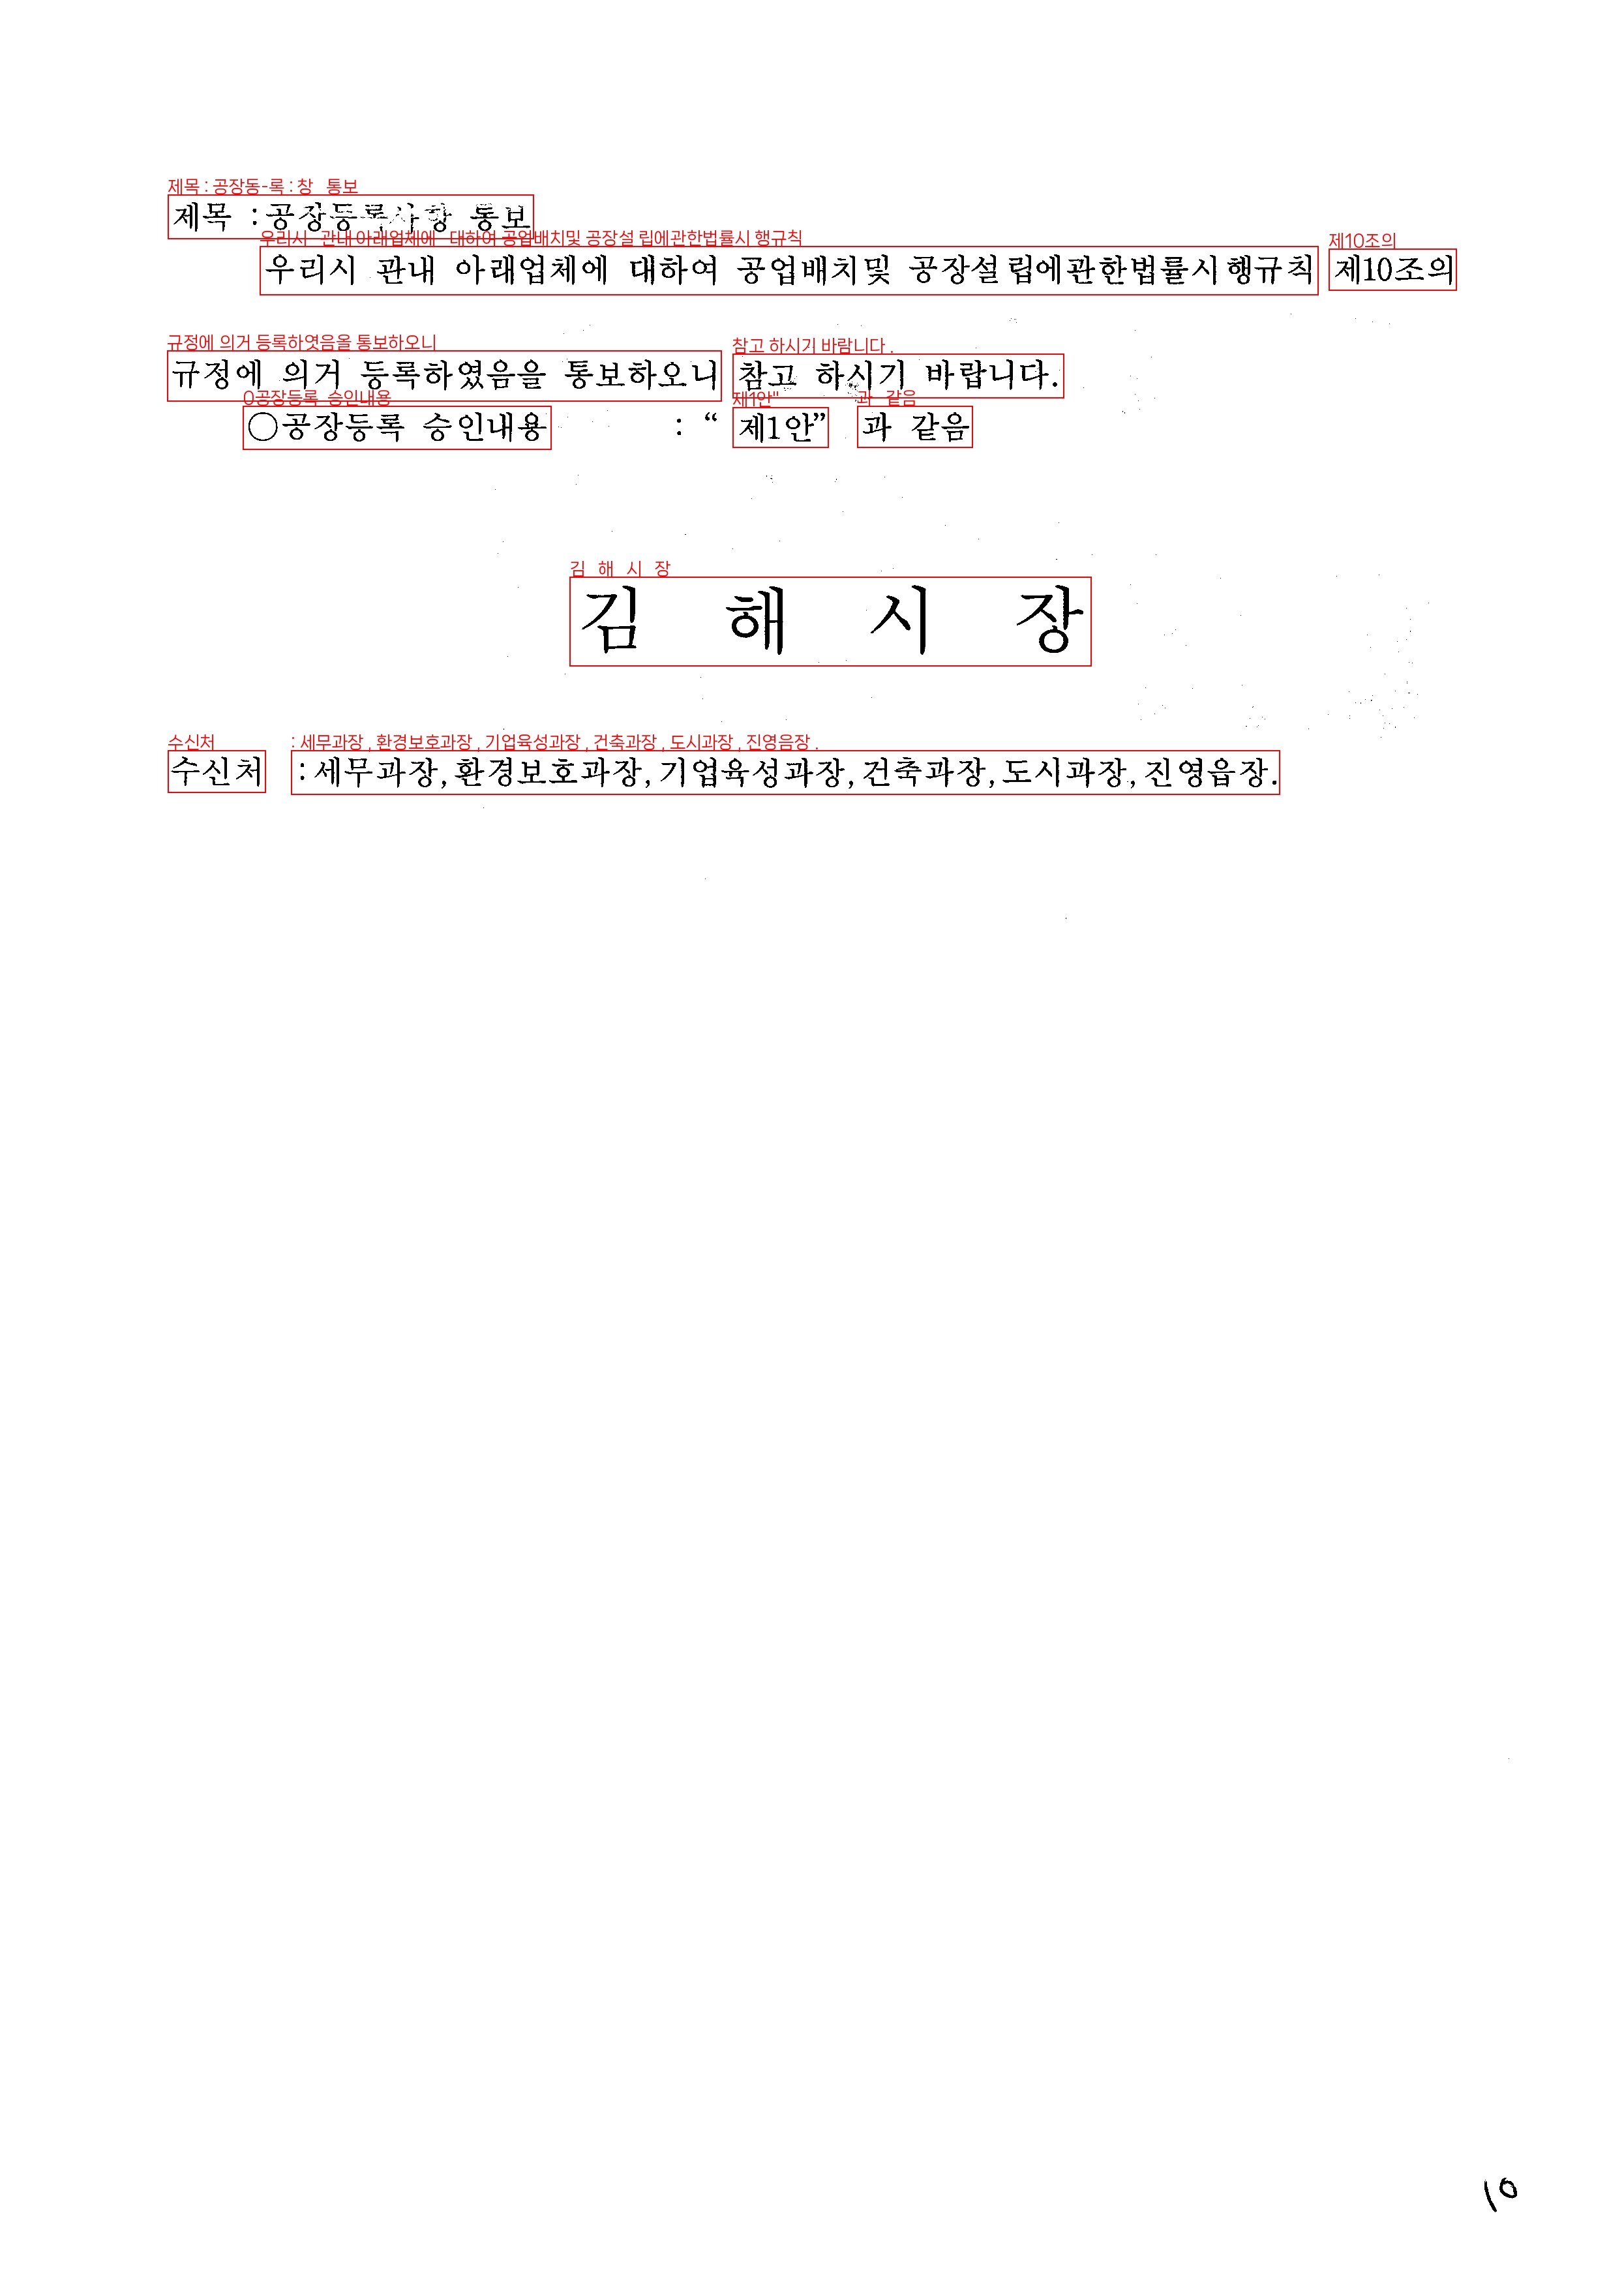 제목 : 공장동-록 : 창 통보
제목 : 공장등록사항 통보
우리시 관내 아래업체에 대하여 공업배치및 공장설 립에관한법률시 행규칙 제10조의
우리시 관내 아래업체에 대하여 공업배치및 공장설립에관한법률시행규칙 제10조의
규정에 의거 등록하엿음올 통보하오니 참고 하시기 바람니다 .
규정에 의거 등록하였음을 통보하오니 참고 하시기 바랍니다.
0공장등록 승인내용 제1안" 과 같음
○공장등록 승인내용 : “ 제1안” 과 같음
김 해 시 장
김 해 시 장
수신처 : 세무과장 , 환경보호과장 , 기업육성과장 , 건축과장 , 도시과장 , 진영음장 .
수신처 : 세무과장, 환경보호과장, 기업육성과장, 건축과장, 도시과장, 진영읍장.
10